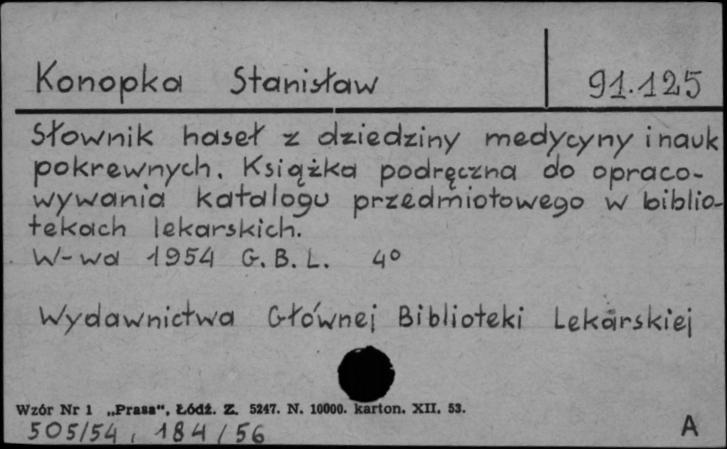 Konopka Stanisław 91.125
Słownik haseł z dziedziny medycyny i nauk
pokrewnych. Książka podręczna do opraco-
wywania katalogu przedmiotowego w biblio-
tekach lekarskich.
W-wa 1954 G.B.L. 4°
Wydawnictwa Głównej Biblioteki Lekarskiej
Wzór Nr 1 „Prasa", Łódź. Z. 5247. N. 10000. karton. XII. 53.
505/54, 184/56 A